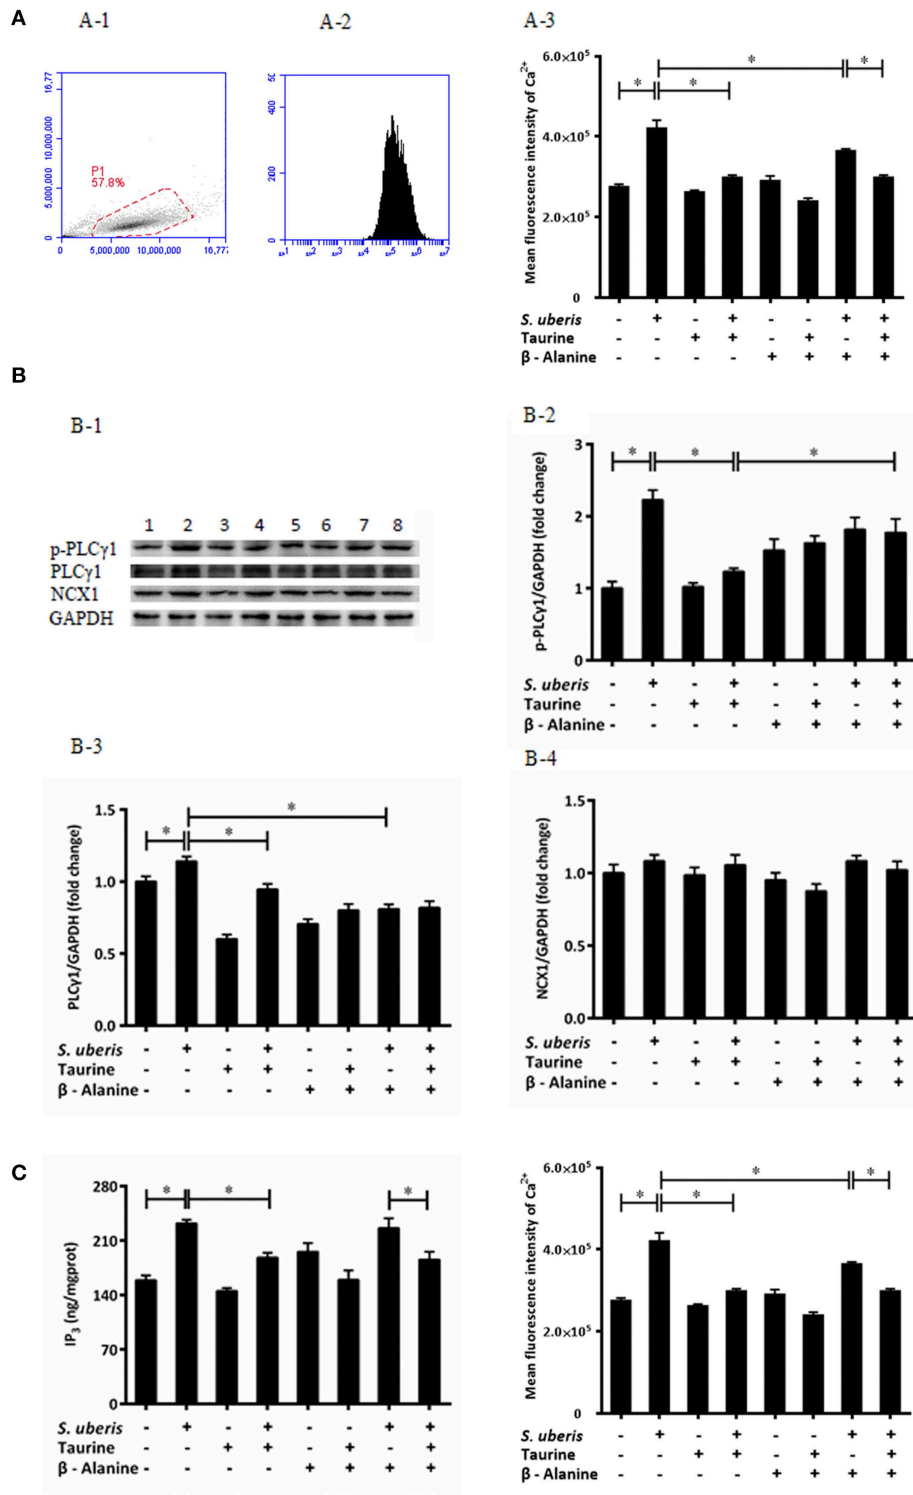 A
A-1
A-2
A-3
16,77
10,000,000
5,000,000
0
P1
57.8%
0
5,000,000
10,000,000
16,777
400
200
0
Mean fluorescence intensity of Ca2+
6.0×10⁵
4.0×10⁵
2.0×10⁵
0
* * * *
S. uberis - + - + - - + +
Taurine - - + + - + - +
β - Alanine - - - - + + + +
B
B-1
1 2 3 4 5 6 7 8
p-PLCγ1
PLCγ1
NCX1
GAPDH
B-2
p-PLCγ1/GAPDH (fold change)
3
2
1
0
* * *
S. uberis - + - + - - + +
Taurine - - + + - + - +
β - Alanine - - - - + + + +
B-3
PLCγ1/GAPDH (fold change)
1.5
1.0
0.5
0.0
* * *
S. uberis - + - + - - + +
Taurine - - + + - + - +
β - Alanine - - - - + + + +
B-4
NCX1/GAPDH (fold change)
1.5
1.0
0.5
0.0
S. uberis - + - + - - + +
Taurine - - + + - + - +
β - Alanine - - - - + + + +
C
IP₃ (ng/mgprot)
280
210
140
70
0
* * *
S. uberis - + - + - - + +
Taurine - - + + - + - +
β - Alanine - - - - + + + +
Mean fluorescence intensity of Ca2+
6.0×10⁵
4.0×10⁵
2.0×10⁵
0
* * * *
S. uberis - + - + - - + +
Taurine - - + + - + - +
β - Alanine - - - - + + + +